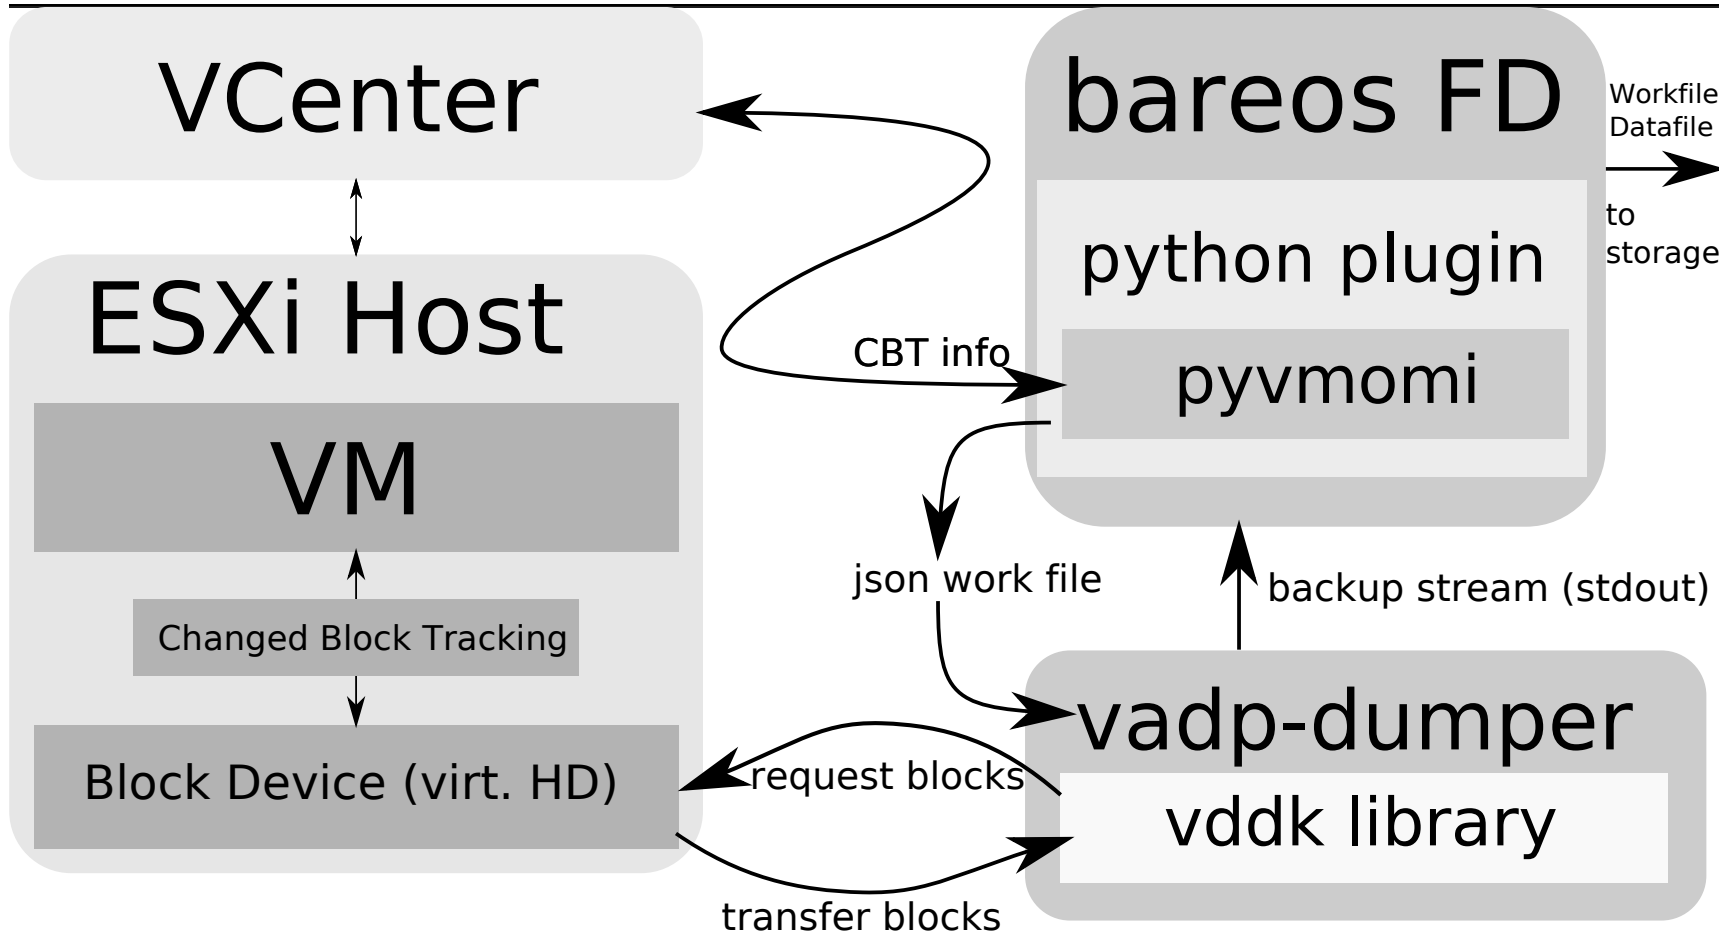 VCenter
bareos FD
Workfile
Datafile
to
storage
python plugin
ESXi Host
CBT info
pyvmomi
VM
json work file
backup stream (stdout)
Changed Block Tracking
vadp-dumper
Block Device (virt. HD)
request blocks
vddk library
transfer blocks